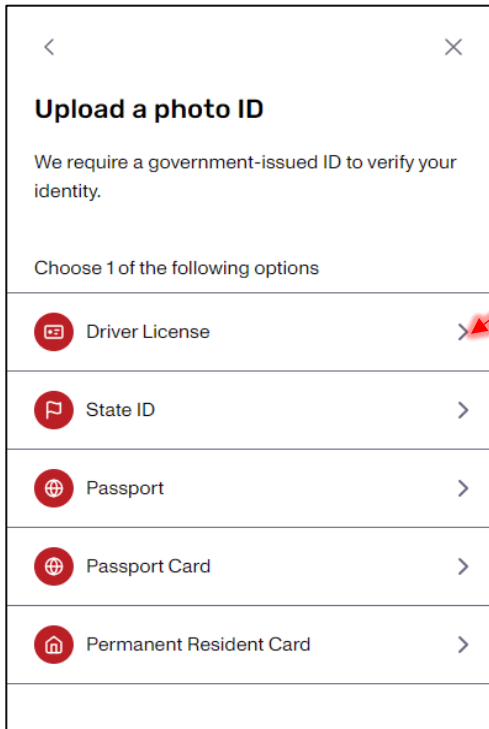 Upload a photo ID
We require a government-issued ID to verify your
identity.
Choose 1 of the following options
Driver License
State ID
Passport
Passport Card
Permanent Resident Card